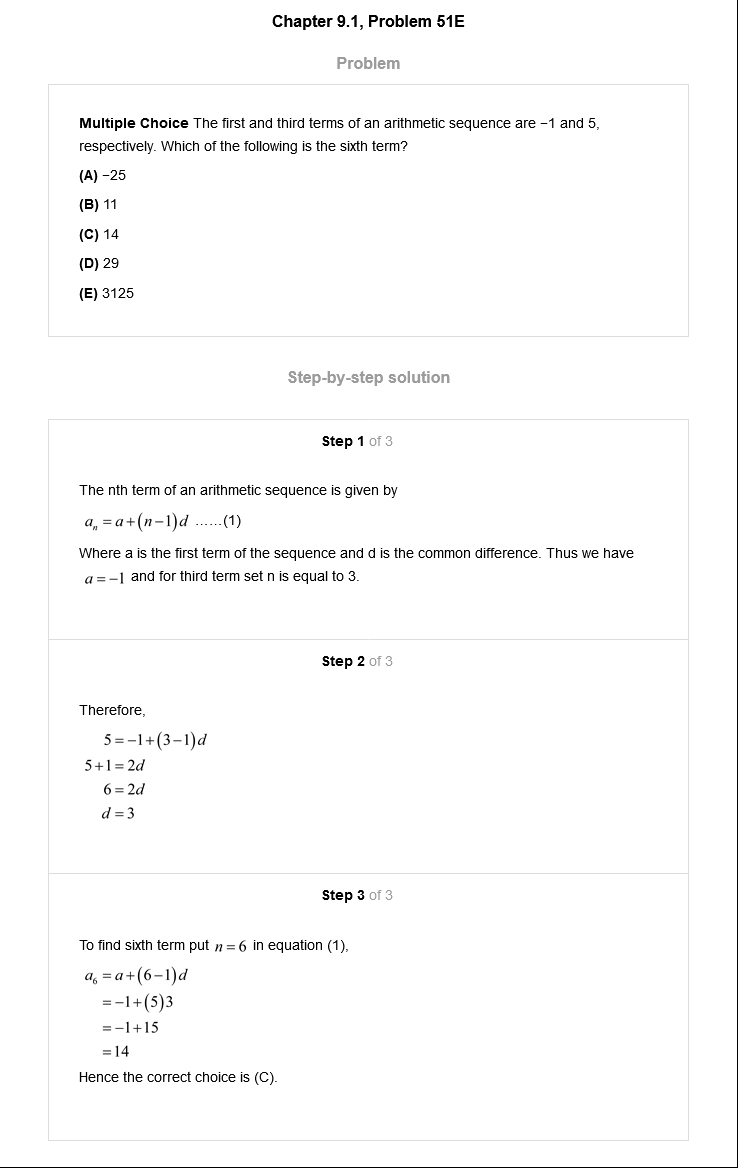 Chapter 9.1, Problem 51E
Problem
Multiple Choice The first and third terms of an arithmetic sequence are −1 and 5,
respectively. Which of the following is the sixth term?
(A) −25
(B) 11
(C) 14
(D) 29
(E) 3125
Step-by-step solution
Step 1 of 3
The nth term of an arithmetic sequence is given by
aₙ = a+(n−1)d ......(1)
Where a is the first term of the sequence and d is the common difference. Thus we have
a = −1 and for third term set n is equal to 3.
Step 2 of 3
Therefore,
5 = −1+(3−1)d
5+1 = 2d
6 = 2d
d = 3
Step 3 of 3
To find sixth term put n = 6 in equation (1),
a₆ = a+(6−1)d
= −1+(5)3
= −1+15
= 14
Hence the correct choice is (C).